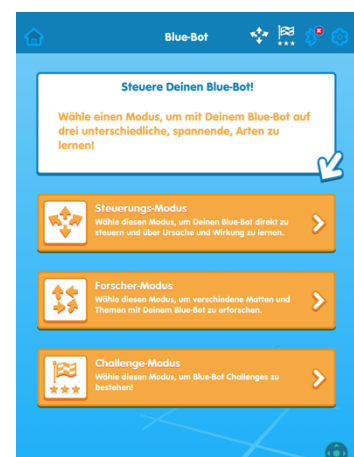 Blue-Bot
Steuere Deinen Blue-Bot!
Wähle einen Modus, um mit Deinem Blue-Bot auf
drei unterschiedliche, spannende, Arten zu
lernen!
Steuerungs-Modus
Wähle diesen Modus, um Deinen Blue-Bot direkt zu
steuern und über Ursache und Wirkung zu lernen.
Forscher-Modus
Wähle diesen Modus, um verschiedene Matten und
Themen mit Deinem Blue-Bot zu erforschen.
Challenge-Modus
Wähle diesen Modus, um Blue-Bot Challenges zu
bestehen!